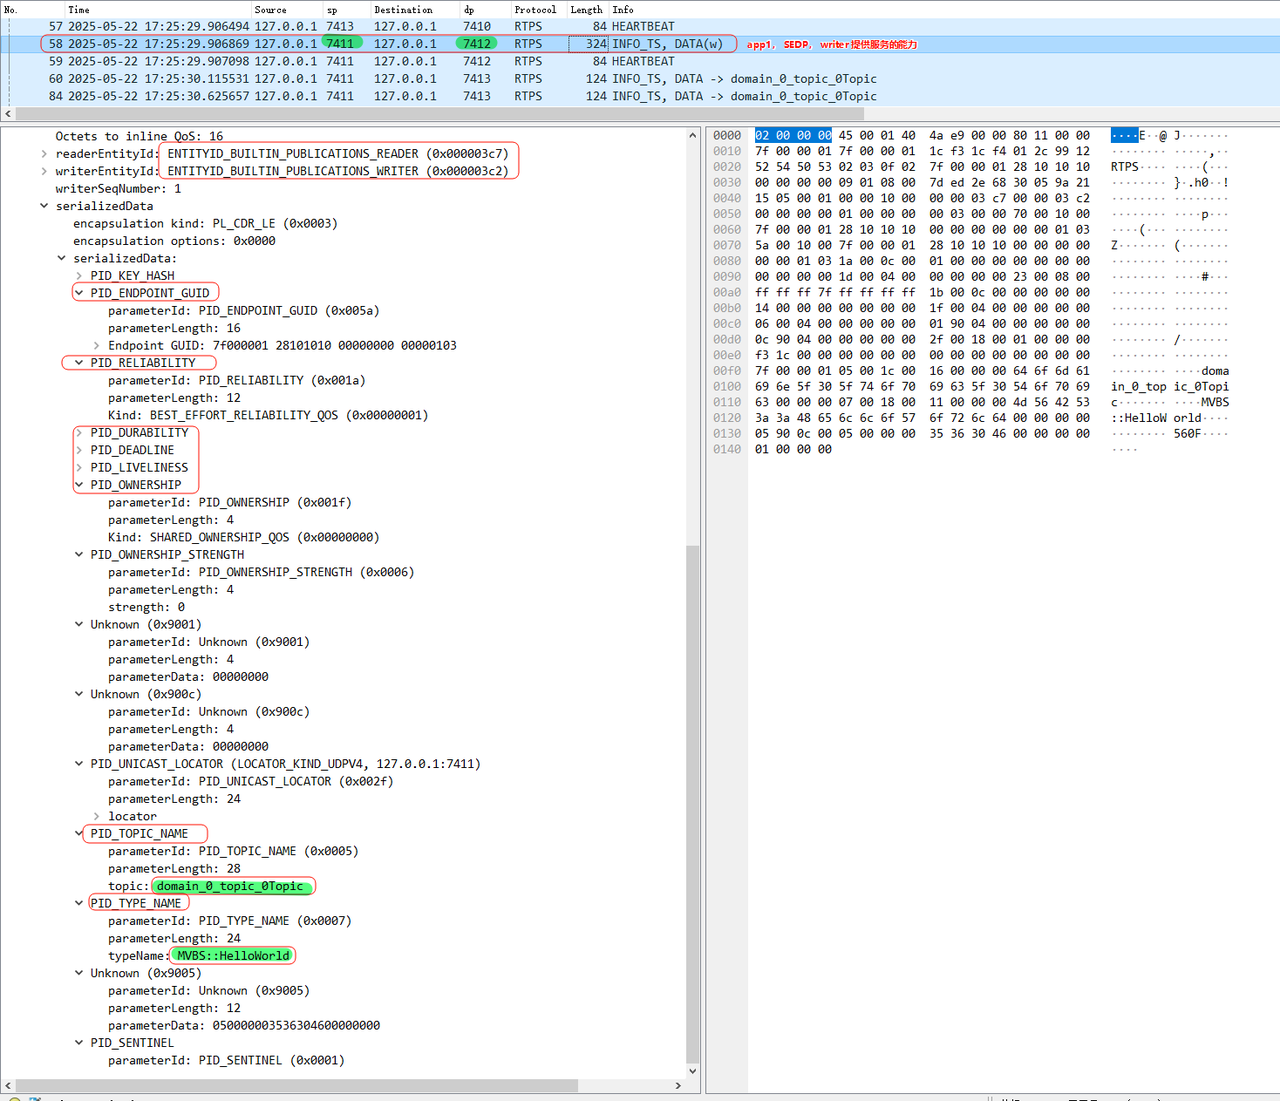 No. Time Source sp Destination dp Protocol Length Info
57 2025-05-22 17:25:29.906494 127.0.0.1 7413 127.0.0.1 7410 RTPS 84 HEARTBEAT
58 2025-05-22 17:25:29.906869 127.0.0.1 7411 127.0.0.1 7412 RTPS 324 INFO_TS, DATA(w) app1, SEDP, writer提供服务的能力
59 2025-05-22 17:25:29.907098 127.0.0.1 7411 127.0.0.1 7412 RTPS 84 HEARTBEAT
60 2025-05-22 17:25:30.115531 127.0.0.1 7411 127.0.0.1 7413 RTPS 124 INFO_TS, DATA -> domain_0_topic_0Topic
84 2025-05-22 17:25:30.625657 127.0.0.1 7411 127.0.0.1 7413 RTPS 124 INFO_TS, DATA -> domain_0_topic_0Topic
Octets to inline QoS: 16
readerEntityId: ENTITYID_BUILTIN_PUBLICATIONS_READER (0x000003c7)
writerEntityId: ENTITYID_BUILTIN_PUBLICATIONS_WRITER (0x000003c2)
writerSeqNumber: 1
serializedData
encapsulation kind: PL_CDR_LE (0x0003)
encapsulation options: 0x0000
serializedData:
PID_KEY_HASH
PID_ENDPOINT_GUID
parameterId: PID_ENDPOINT_GUID (0x005a)
parameterLength: 16
Endpoint GUID: 7f000001 28101010 00000000 00000103
PID_RELIABILITY
parameterId: PID_RELIABILITY (0x001a)
parameterLength: 12
Kind: BEST_EFFORT_RELIABILITY_QOS (0x00000001)
PID_DURABILITY
PID_DEADLINE
PID_LIVELINESS
PID_OWNERSHIP
parameterId: PID_OWNERSHIP (0x001f)
parameterLength: 4
Kind: SHARED_OWNERSHIP_QOS (0x00000000)
PID_OWNERSHIP_STRENGTH
parameterId: PID_OWNERSHIP_STRENGTH (0x0006)
parameterLength: 4
strength: 0
Unknown (0x9001)
parameterId: Unknown (0x9001)
parameterLength: 4
parameterData: 00000000
Unknown (0x900c)
parameterId: Unknown (0x900c)
parameterLength: 4
parameterData: 00000000
PID_UNICAST_LOCATOR (LOCATOR_KIND_UDPV4, 127.0.0.1:7411)
parameterId: PID_UNICAST_LOCATOR (0x002f)
parameterLength: 24
locator
PID_TOPIC_NAME
parameterId: PID_TOPIC_NAME (0x0005)
parameterLength: 28
topic: domain_0_topic_0Topic
PID_TYPE_NAME
parameterId: PID_TYPE_NAME (0x0007)
parameterLength: 24
typeName: MVBS::HelloWorld
Unknown (0x9005)
parameterId: Unknown (0x9005)
parameterLength: 12
parameterData: 050000003536304600000000
PID_SENTINEL
parameterId: PID_SENTINEL (0x0001)
0000 02 00 00 00 45 00 01 40 4a e9 00 00 80 11 00 00 ····E··@ J·······
0010 7f 00 00 01 7f 00 00 01 1c f3 1c f4 01 2c 99 12 ········ ·····,··
0020 52 54 50 53 02 03 0f 02 7f 00 00 01 28 10 10 10 RTPS···· ····(···
0030 00 00 00 00 09 01 08 00 7d ed 2e 68 30 05 9a 21 ········ }·.h0··!
0040 15 05 00 01 00 00 10 00 00 00 03 c7 00 00 03 c2 ········ ········
0050 00 00 00 00 01 00 00 00 00 03 00 00 70 00 10 00 ········ ····p···
0060 7f 00 00 01 28 10 10 10 00 00 00 00 00 00 01 03 ····(··· ········
0070 5a 00 10 00 7f 00 00 01 28 10 10 10 00 00 00 00 Z······· (·······
0080 00 00 01 03 1a 00 0c 00 01 00 00 00 00 00 00 00 ········ ········
0090 00 00 00 00 1d 00 04 00 00 00 00 00 23 00 08 00 ········ ····#···
00a0 ff ff ff 7f ff ff ff ff 1b 00 0c 00 00 00 00 00 ········ ········
00b0 14 00 00 00 00 00 00 00 1f 00 04 00 00 00 00 00 ········ ········
00c0 06 00 04 00 00 00 00 00 01 90 04 00 00 00 00 00 ········ ········
00d0 0c 90 04 00 00 00 00 00 2f 00 18 00 01 00 00 00 ········ /·······
00e0 f3 1c 00 00 00 00 00 00 00 00 00 00 00 00 00 00 ········ ········
00f0 7f 00 00 01 05 00 1c 00 16 00 00 00 64 6f 6d 61 ········ ····doma
0100 69 6e 5f 30 5f 74 6f 70 69 63 5f 30 54 6f 70 69 in_0_top ic_0Topi
0110 63 00 00 00 07 00 18 00 11 00 00 00 4d 56 42 53 c······· ····MVBS
0120 3a 3a 48 65 6c 6c 6f 57 6f 72 6c 64 00 00 00 00 ::HelloW orld····
0130 05 90 0c 00 05 00 00 00 35 36 30 46 00 00 00 00 ········ 560F····
0140 01 00 00 00 ····